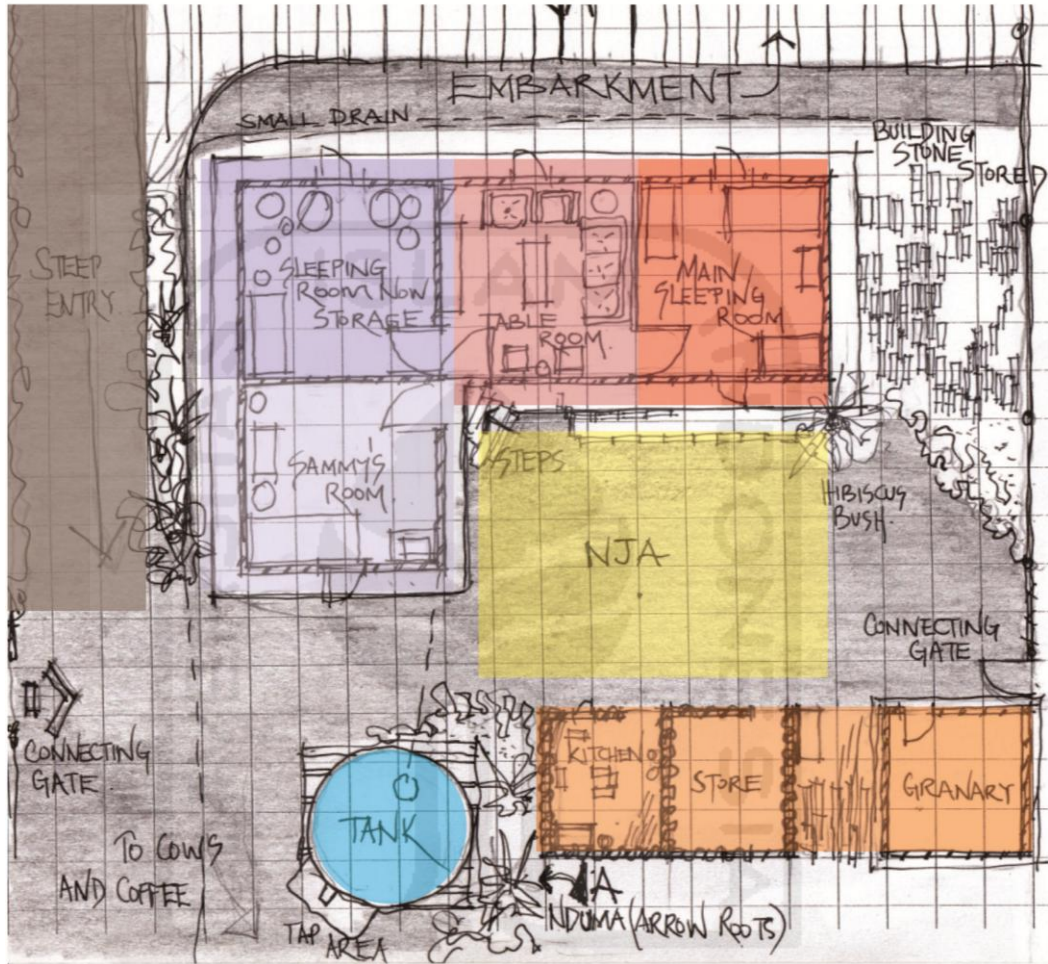 EMBARKMENT
SMALL DRAIN
BUILDING
STONE
STORED
STEEP
ENTRY
SLEEPING
ROOM NOW
STORAGE
TABLE
ROOM
MAIN
SLEEPING
ROOM
SAMMY'S
ROOM
STEPS
NJA
HIBISCUS
BUSH
CONNECTING
GATE
CONNECTING
GATE
KITCHEN
STORE
GRANARY
TANK
TO COWS
AND COFFEE
TAP
AREA
A
NDUMA (ARROW ROOTS)